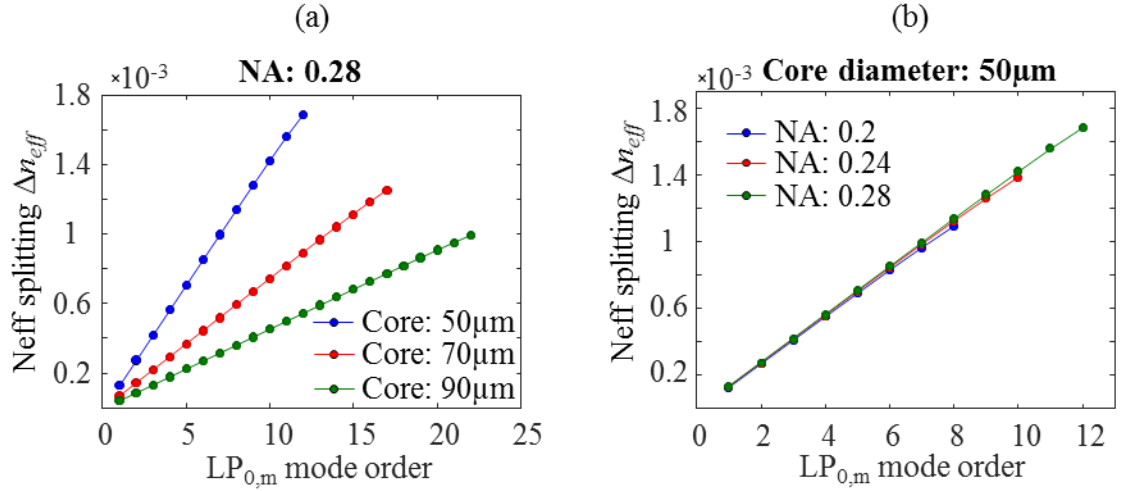 (a)
×10⁻³
NA: 0.28
Neff splitting Δn_eff
1.8
1.4
1
0.6
0.2
Core: 50μm
Core: 70μm
Core: 90μm
0 5 10 15 20 25
LP₀,ₘ mode order
(b)
×10⁻³
Core diameter: 50μm
Neff splitting Δn_eff
1.8
1.4
1
0.6
0.2
NA: 0.2
NA: 0.24
NA: 0.28
0 2 4 6 8 10 12
LP₀,ₘ mode order